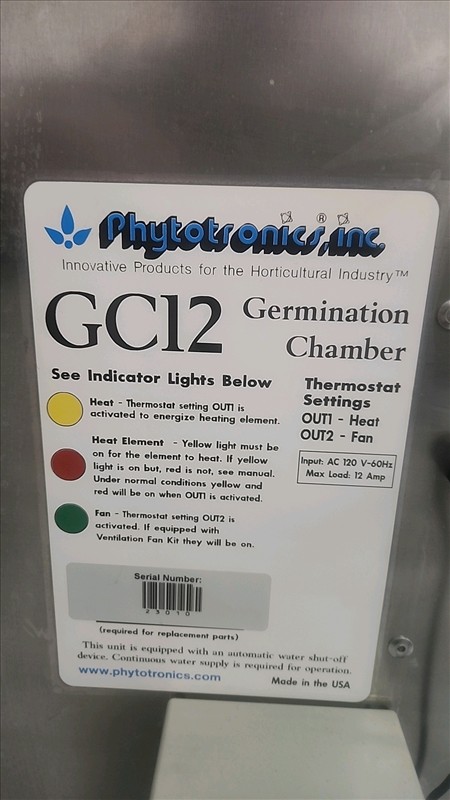 Phytotronics, inc. ®
Innovative Products for the Horticultural Industry™
GC12
Germination
Chamber
See Indicator Lights Below
Heat - Thermostat setting OUT1 is
activated to energize heating element.
Heat Element - Yellow light must be
on for the element to heat. If yellow
light is on but, red is not, see manual.
Under normal conditions yellow and
red will be on when OUT1 is activated.
Fan - Thermostat setting OUT2 is
activated. If equipped with
Ventilation Fan Kit they will be on.
Thermostat
Settings
OUT1 - Heat
OUT2 - Fan
Input: AC 120 V-60Hz
Max Load: 12 Amp
Serial Number:
23010
(required for replacement parts)
This unit is equipped with an automatic water shut-off
device. Continuous water supply is required for operation.
www.phytotronics.com
Made in the USA